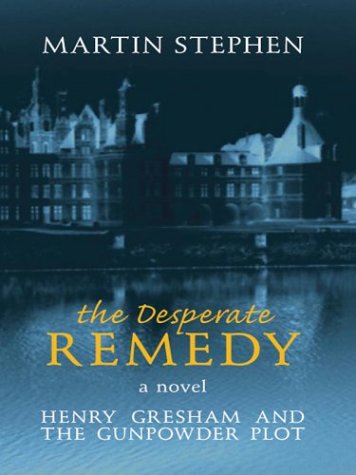 MARTIN STEPHEN
the Desperate
REMEDY
a novel
HENRY GRESHAM AND
THE GUNPOWDER PLOT